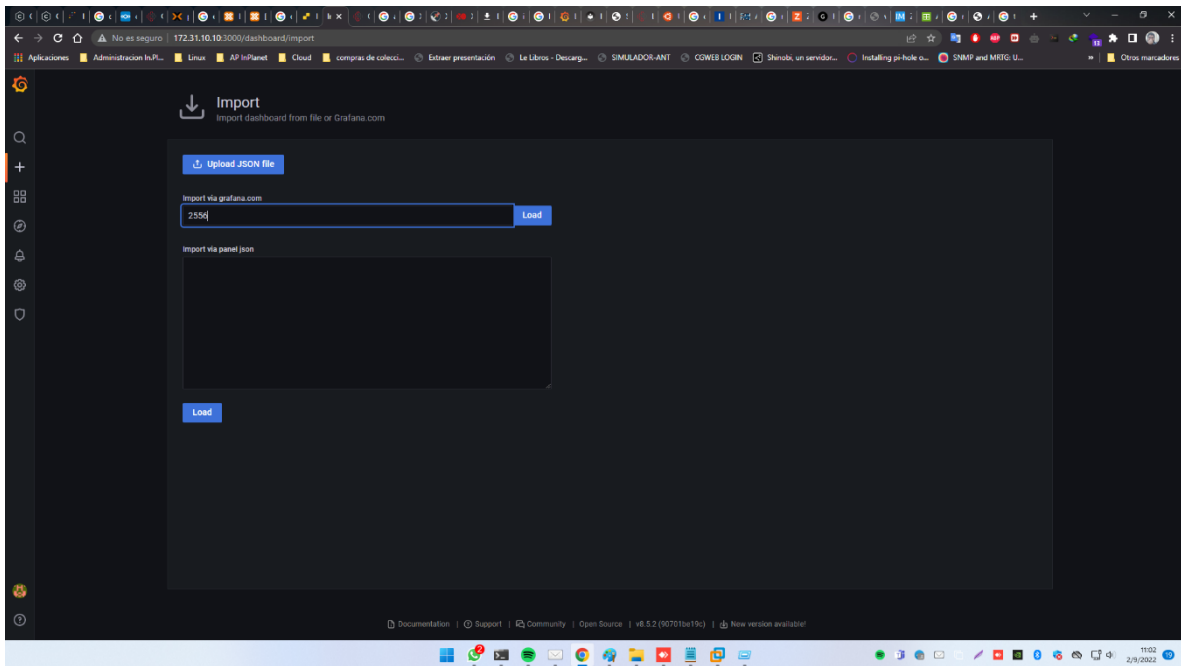 No es seguro | 172.31.10.10:3000/dashboard/import
Aplicaciones Administracion In.Pl... Linux AP InPlanet Cloud compras de colecci... Extraer presentación Le Libros - Descarg... SIMULADOR-ANT CGWEB LOGIN Shinobi, un servidor... Installing pi-hole o... SNMP and MRTG: U... » Otros marcadores
Import
Import dashboard from file or Grafana.com
Upload JSON file
Import via grafana.com
2556 Load
Import via panel json
Load
Documentation | Support | Community | Open Source | v8.5.2 (90701be19c) | New version available!
11:02
2/9/2022